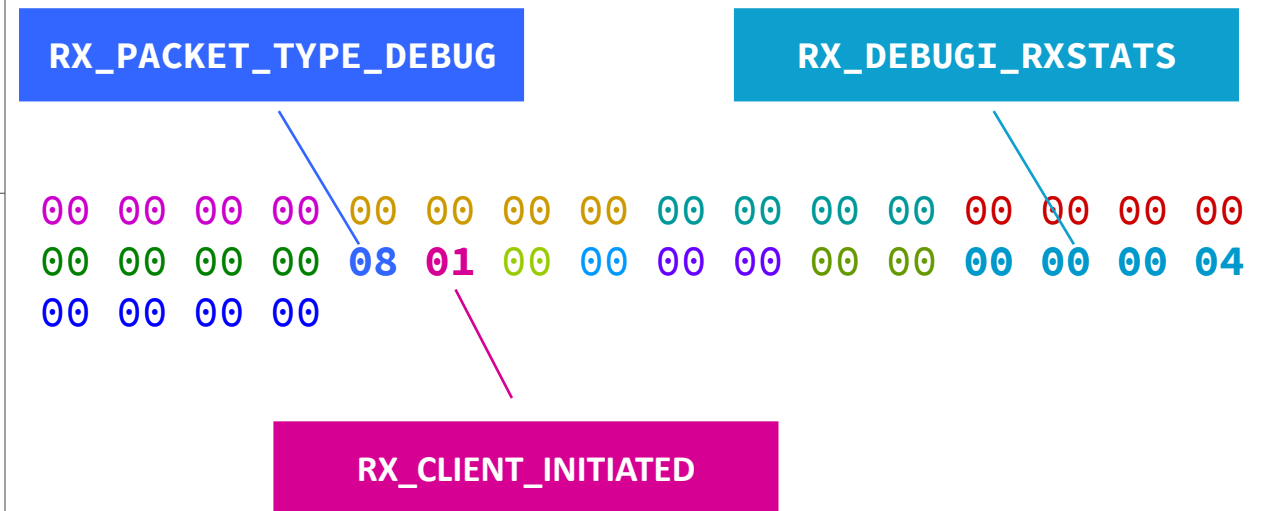 RX_PACKET_TYPE_DEBUG
RX_DEBUGI_RXSTATS
00 00 00 00 00 00 00 00 00 00 00 00 00 00 00 00
00 00 00 00 08 01 00 00 00 00 00 00 00 00 00 04
00 00 00 00
RX_CLIENT_INITIATED